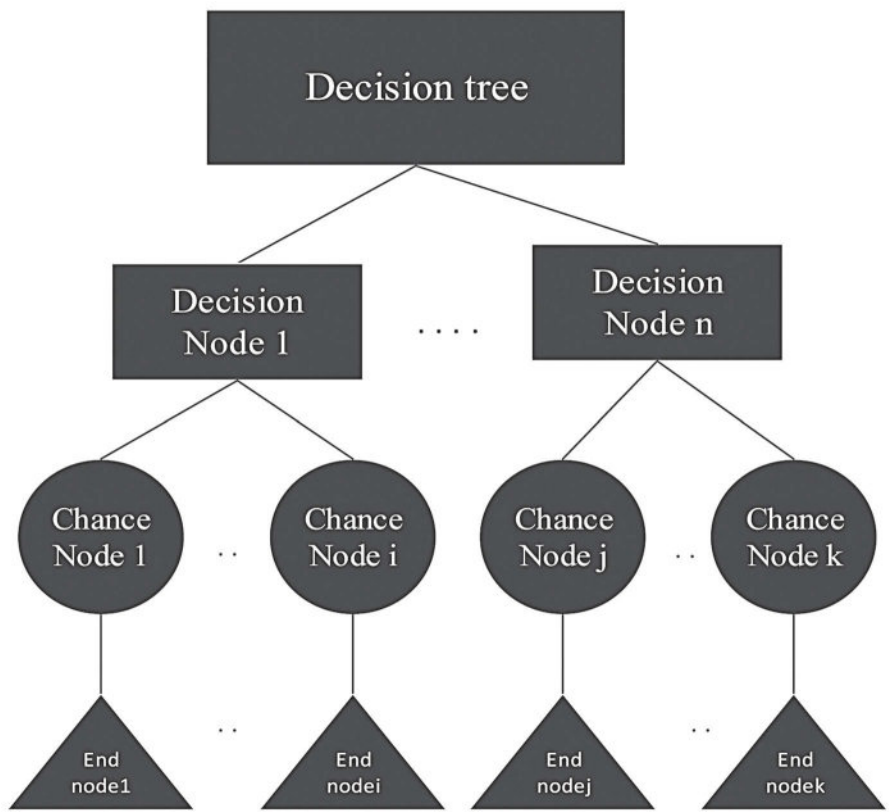 Decision tree
Decision
Node 1
. . . .
Decision
Node n
Chance
Node 1
. .
Chance
Node i
Chance
Node j
. .
Chance
Node k
End
node1
. .
End
nodei
End
nodej
. .
End
nodek